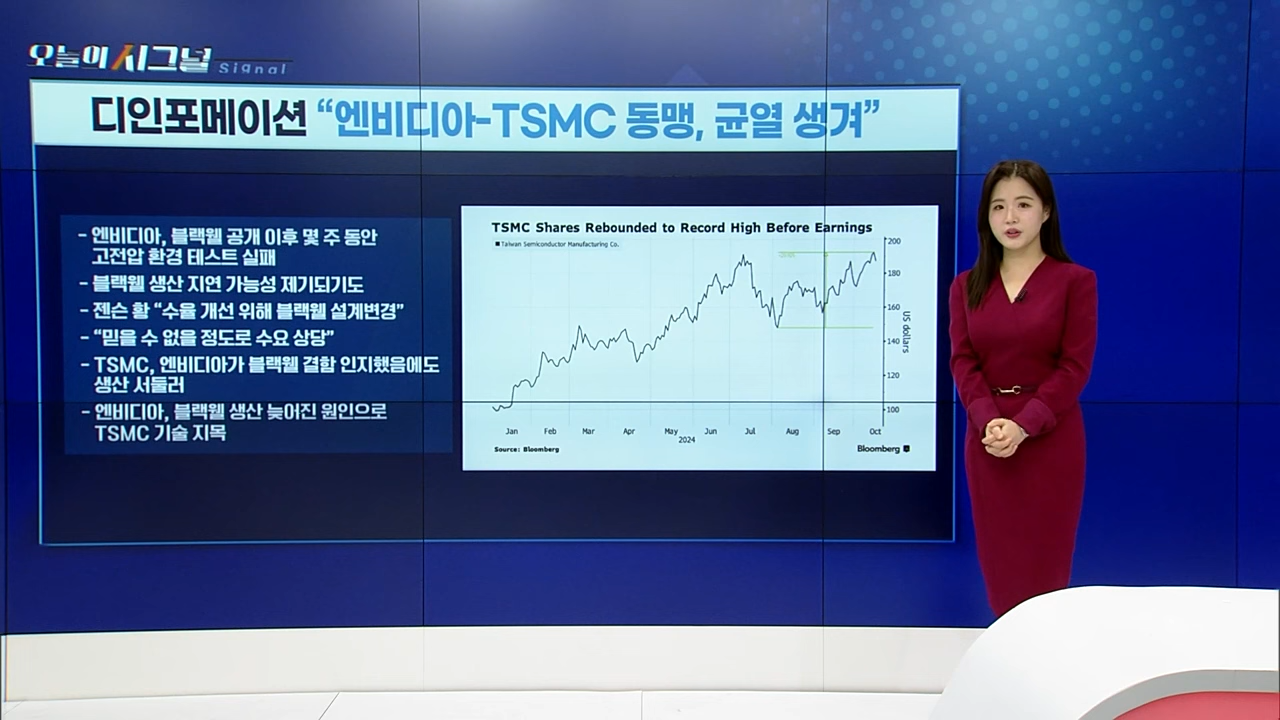 오늘의 시그널
Signal
디인포메이션 “엔비디아-TSMC 동맹, 균열 생겨”
- 엔비디아, 블랙웰 공개 이후 몇 주 동안
고전압 환경 테스트 실패
- 블랙웰 생산 지연 가능성 제기되기도
- 젠슨 황 “수율 개선 위해 블랙웰 설계변경”
- “믿을 수 없을 정도로 수요 상당”
- TSMC, 엔비디아가 블랙웰 결함 인지했음에도
생산 서둘러
- 엔비디아, 블랙웰 생산 늦어진 원인으로
TSMC 기술 지목
TSMC Shares Rebounded to Record High Before Earnings
Taiwan Semiconductor Manufacturing Co.
200
180
160
140
120
100
US dollars
Jan Feb Mar Apr May Jun Jul Aug Sep Oct
2024
Source: Bloomberg
Bloomberg